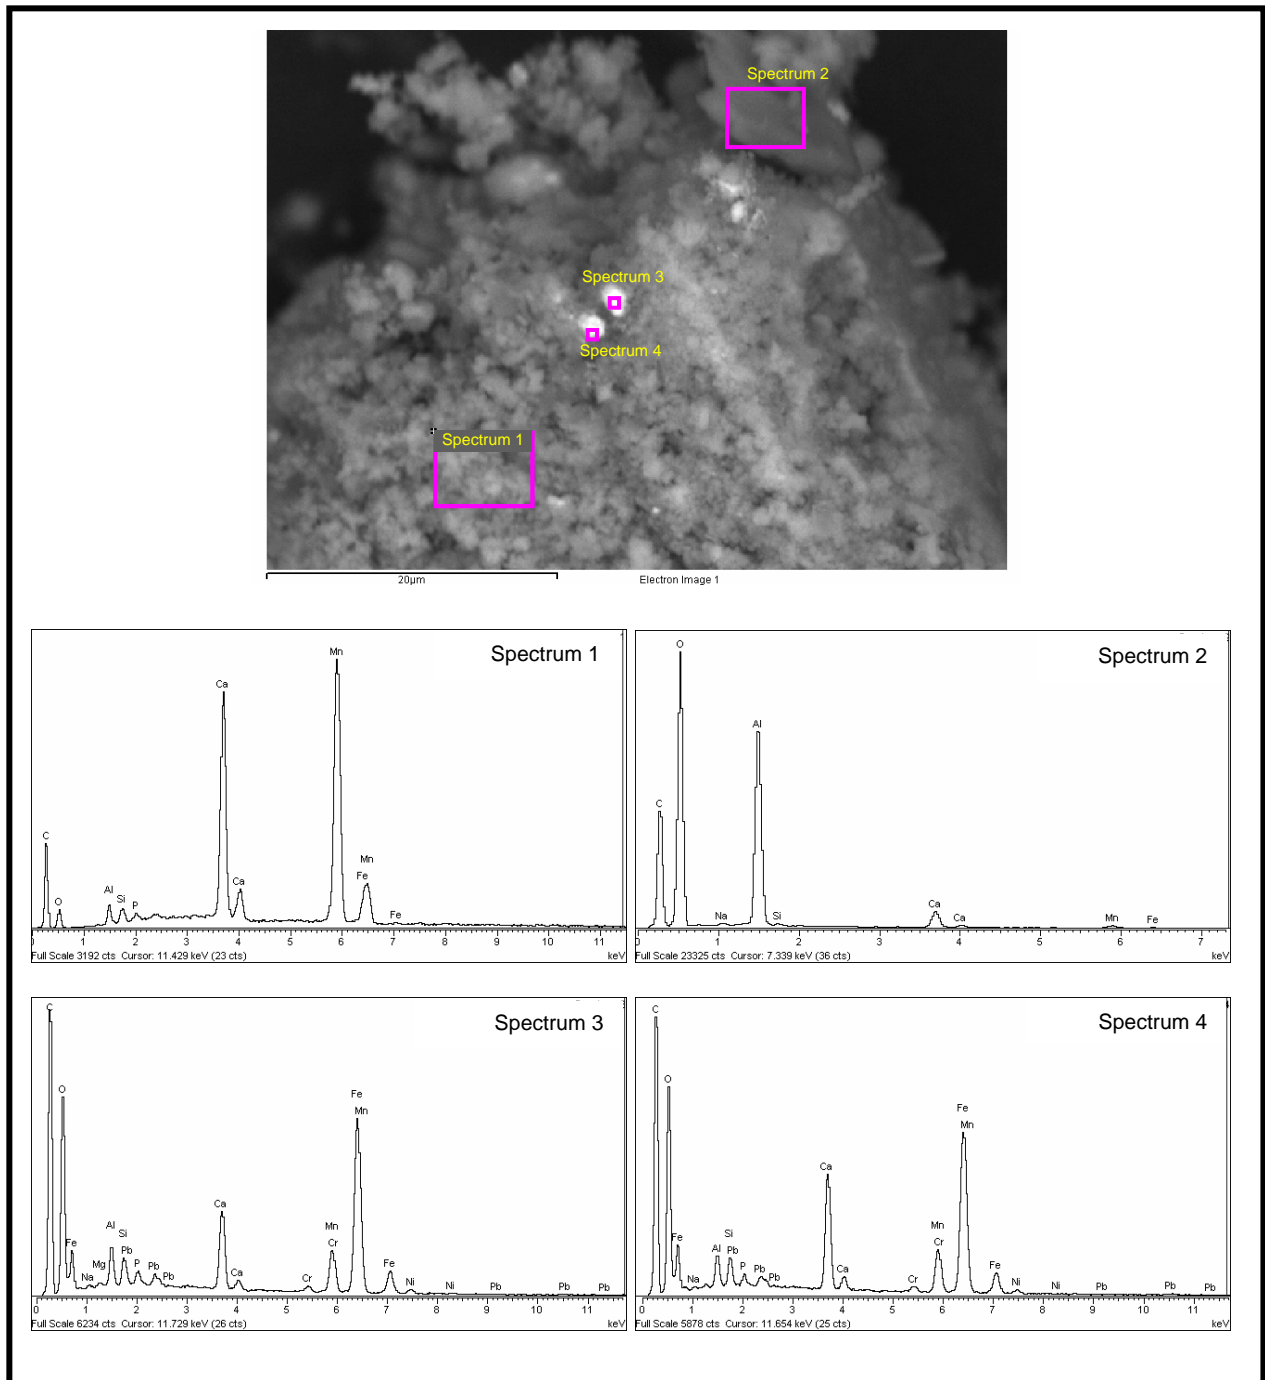 Spectrum 2
Spectrum 3
Spectrum 4
Spectrum 1
20µm
Electron Image 1
Spectrum 1
Mn
Ca
C
Mn
Ca
Fe
Al
Si
P
O
Fe
0 1 2 3 4 5 6 7 8 9 10 11
Full Scale 3192 cts Cursor: 11.429 keV (23 cts) keV
Spectrum 2
O
Al
C
Ca
Na
Si
Ca
Mn
Fe
0 1 2 3 4 5 6 7
Full Scale 23325 cts Cursor: 7.339 keV (36 cts) keV
Spectrum 3
C
O
Fe
Mn
Ca
Al
Si
Mn
Fe
Pb
Cr
Mg
P
Pb
Fe
Na
Pb
Ca
Cr
Ni
Ni
Pb
Pb
Pb
0 1 2 3 4 5 6 7 8 9 10 11
Full Scale 6234 cts Cursor: 11.729 keV (26 cts) keV
Spectrum 4
C
O
Fe
Mn
Ca
Si
Mn
Fe
Al
Pb
Cr
Na
P
Pb
Pb
Ca
Cr
Fe
Ni
Ni
Pb
Pb
Pb
0 1 2 3 4 5 6 7 8 9 10 11
Full Scale 5878 cts Cursor: 11.654 keV (25 cts) keV